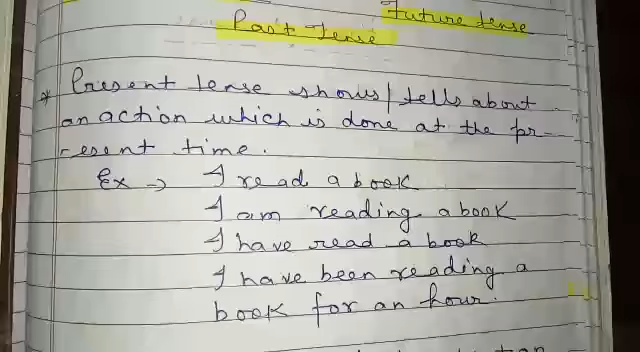 Future tense
Past Tense
* Present tense shows/tells about
an action which is done at the pr-
esent time.
Ex → I read a book
I am reading a book
I have read a book
I have been reading a
book for an hour.